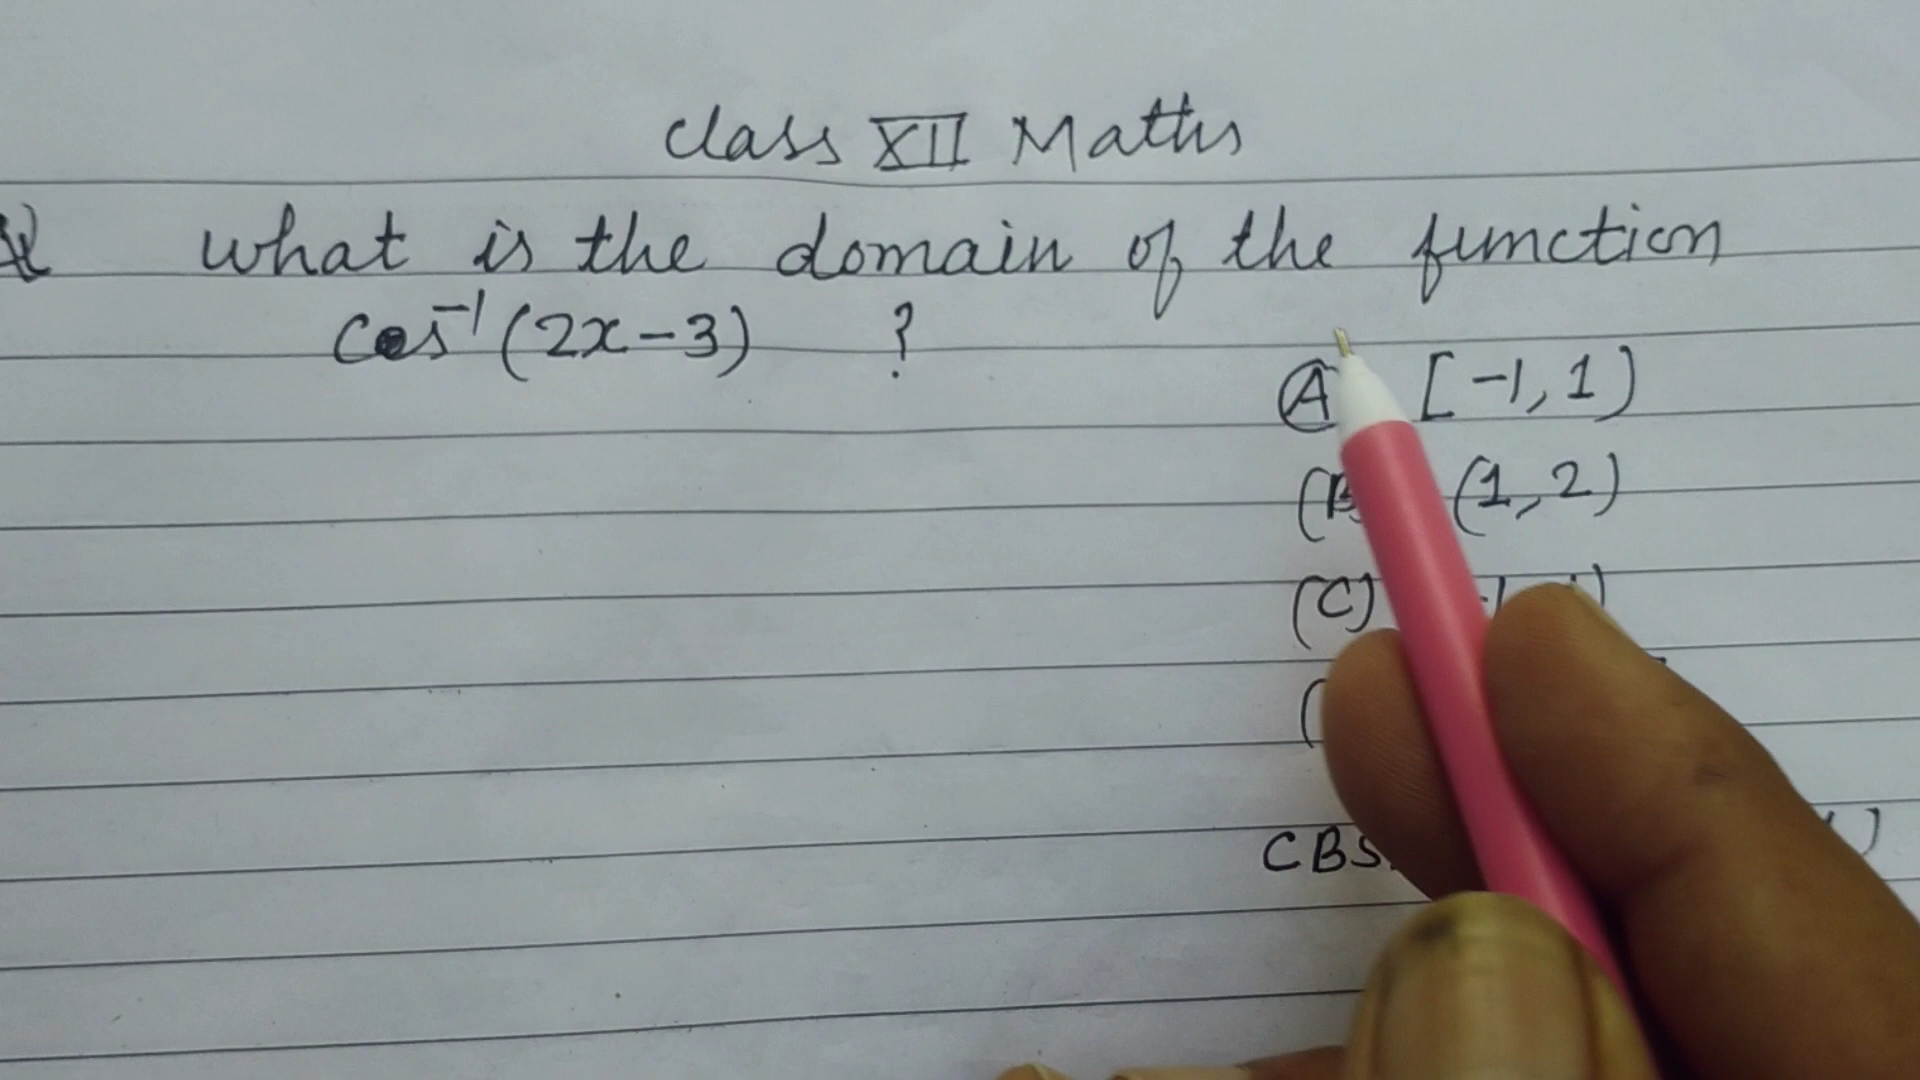 Class XII Maths
What is the domain of the function
cos⁻¹(2x-3) ?
(A) [-1, 1)
(B) (1, 2)
(C)
(
CBS